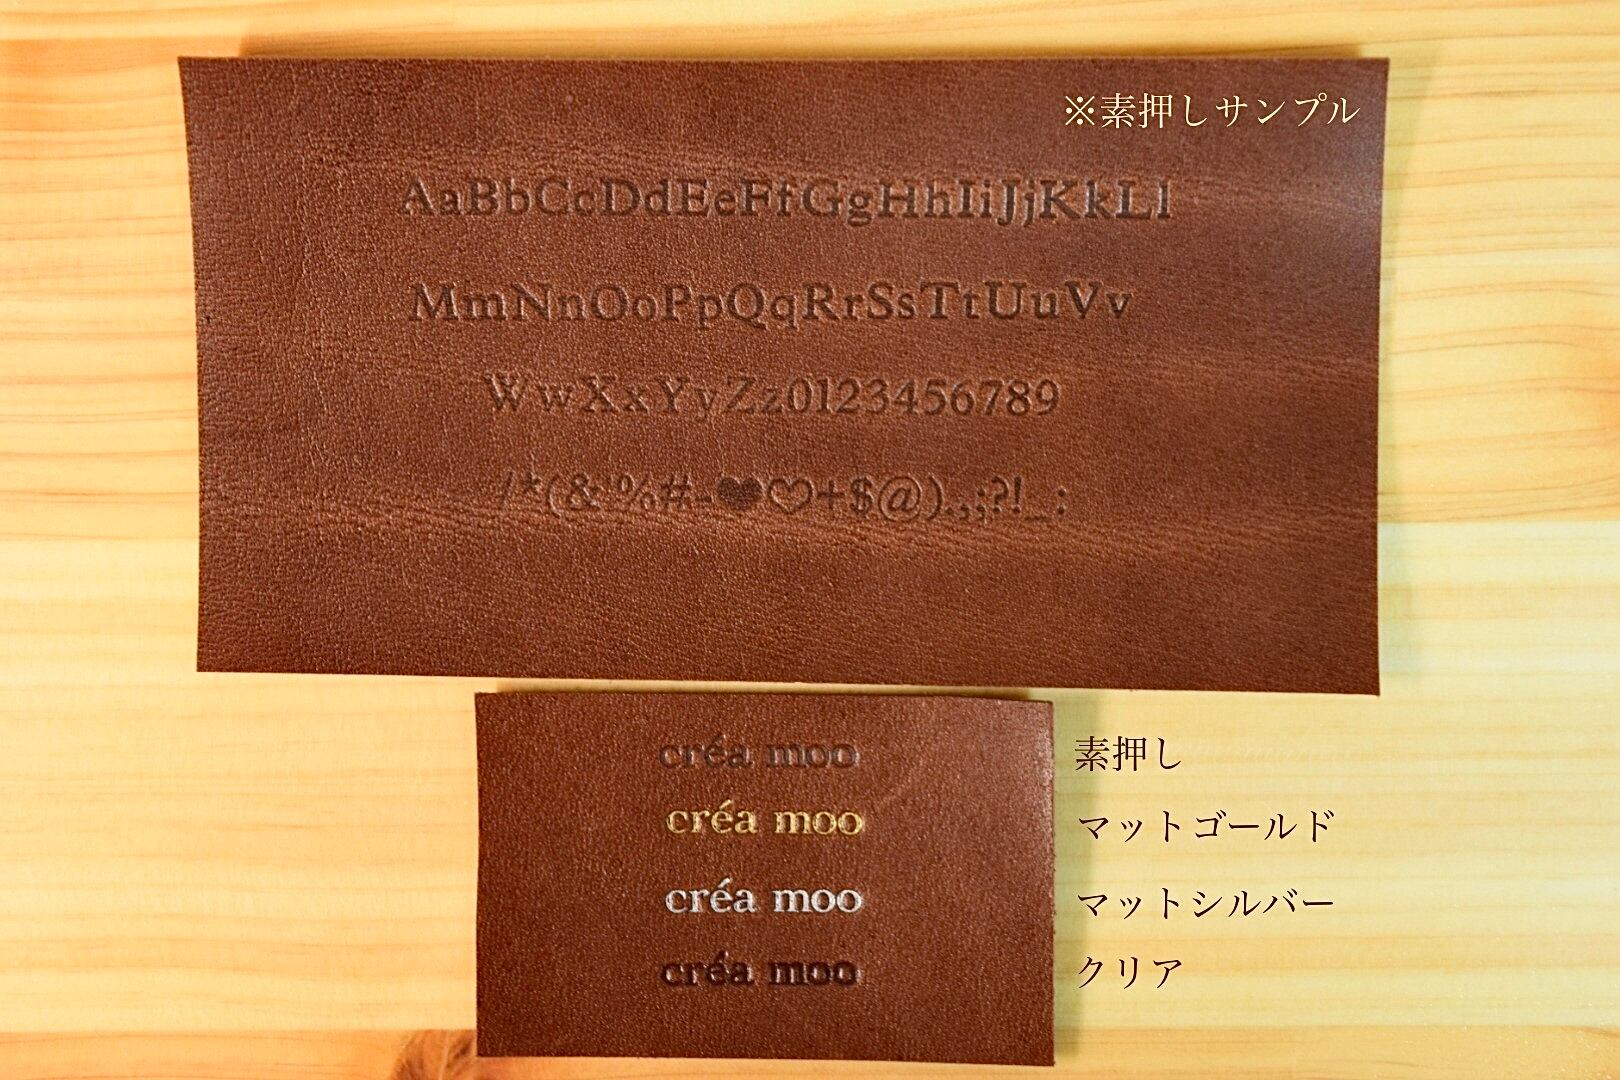 ※素押しサンプル
AaBbCcDdEeFfGgHhIiJjKkLl
MmNnOoPpQqRrSsTtUuVv
WwXxYyZz0123456789
/*(&'%#-♥♡+$@).,;?!_:
créa moo 素押し
créa moo マットゴールド
créa moo マットシルバー
créa moo クリア